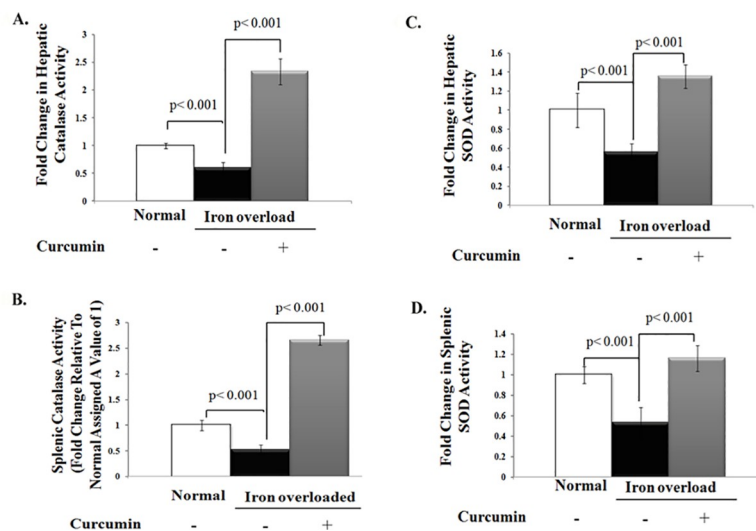 A.
Fold Change in Hepatic
Catalase Activity
3
2.5
2
1.5
1
0.5
0
p< 0.001
p< 0.001
Normal
Iron overload
Curcumin
-
-
+
B.
Splenic Catalase Activity
(Fold Change Relative To
Normal Assigned A Value of 1)
3
2.5
2
1.5
1
0.5
0
p< 0.001
p< 0.001
Normal
Iron overloaded
Curcumin
-
-
+
C.
Fold Change in Hepatic
SOD Activity
1.6
1.4
1.2
1
0.8
0.6
0.4
0.2
0
p< 0.001
p< 0.001
Normal
Iron overload
Curcumin
-
-
+
D.
Fold Change in Splenic
SOD Activity
1.4
1.2
1
0.8
0.6
0.4
0.2
0
p< 0.001
p< 0.001
Normal
Iron overload
Curcumin
-
-
+